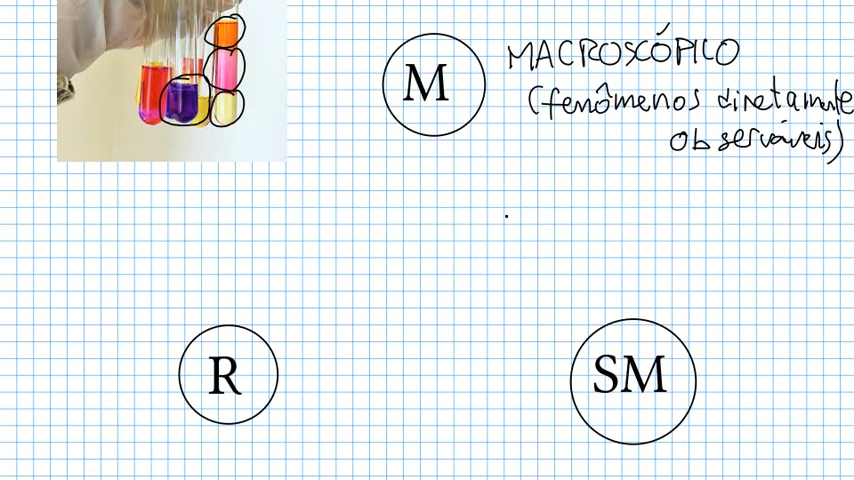 M
MACROSCÓPICO
(fenômenos diretamente
observáveis)
R
SM